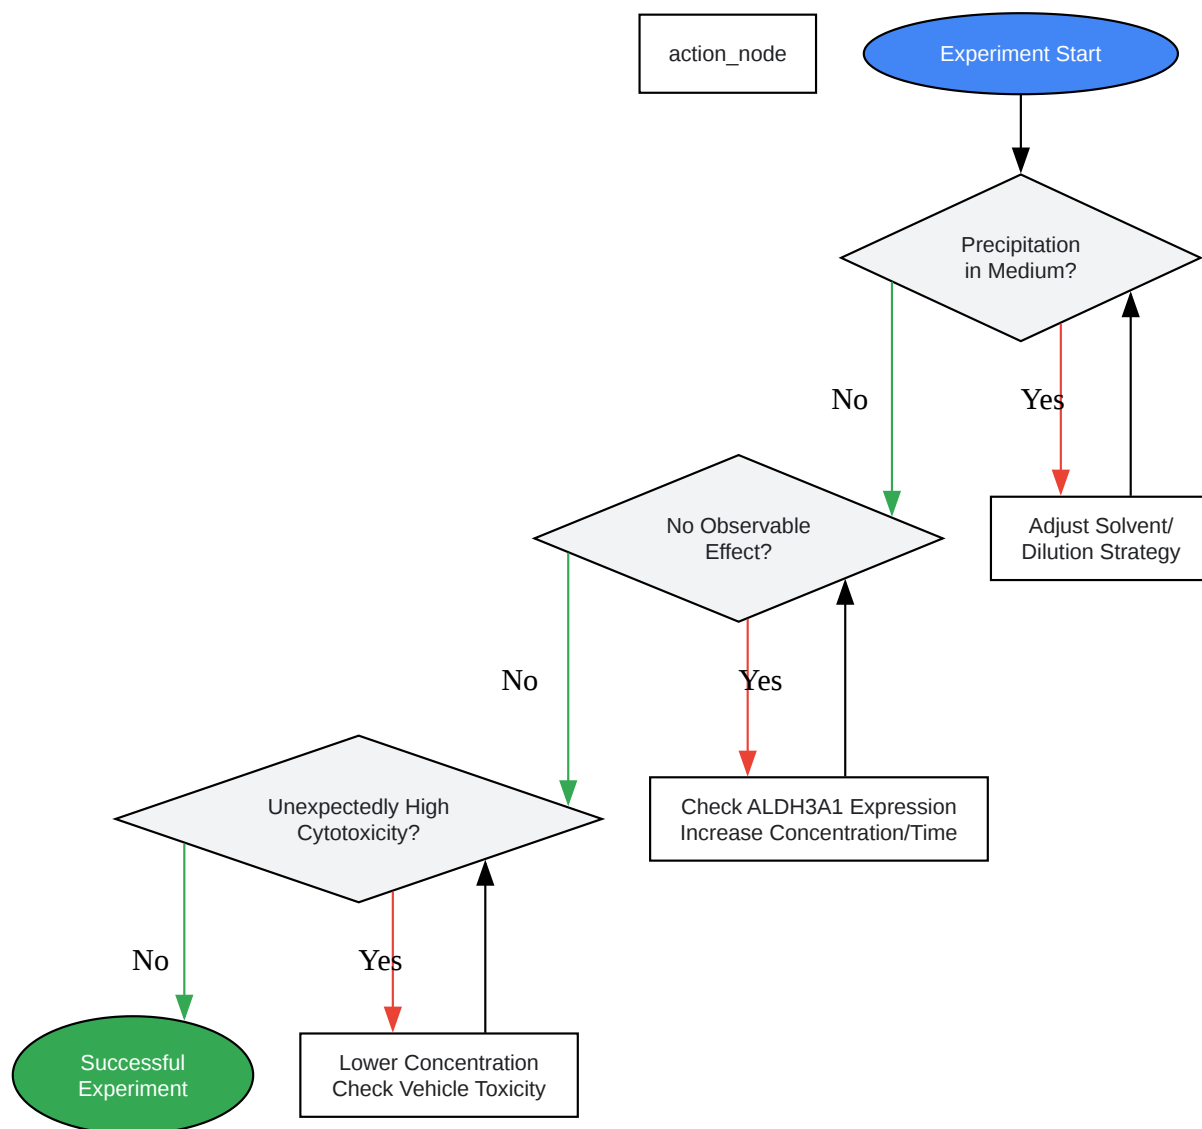 action_node
Experiment Start
Precipitation
in Medium?
No
Yes
Adjust Solvent/
Dilution Strategy
No Observable
Effect?
No
Yes
Check ALDH3A1 Expression
Increase Concentration/Time
Unexpectedly High
Cytotoxicity?
No
Yes
Successful
Experiment
Lower Concentration
Check Vehicle Toxicity